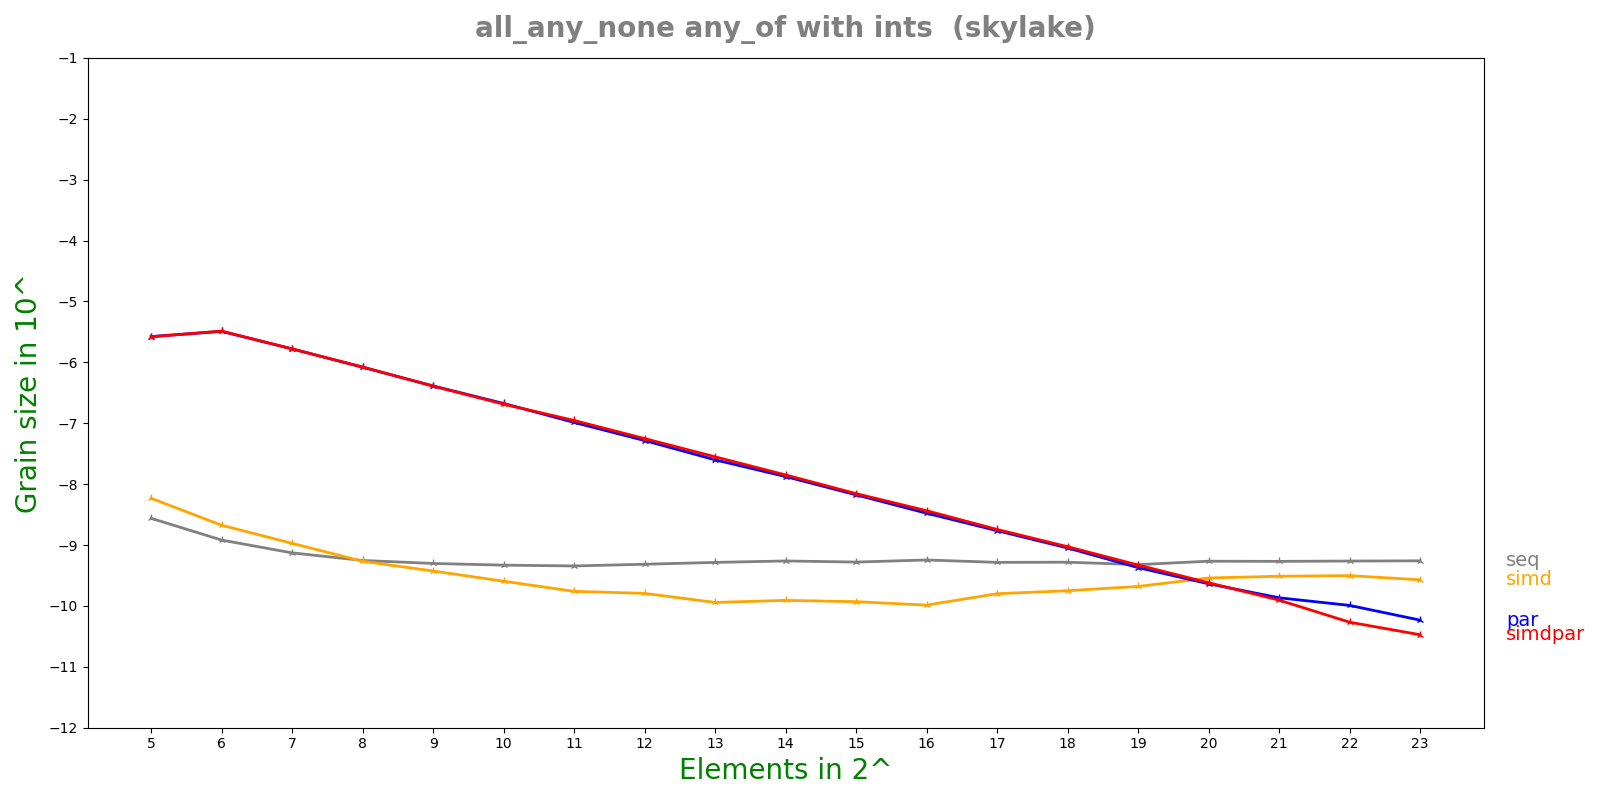 all_any_none any_of with ints  (skylake)
Grain size in 10^
−1
−2
−3
−4
−5
−6
−7
−8
−9
−10
−11
−12
seq
simd
par
simdpar
5 6 7 8 9 10 11 12 13 14 15 16 17 18 19 20 21 22 23
Elements in 2^